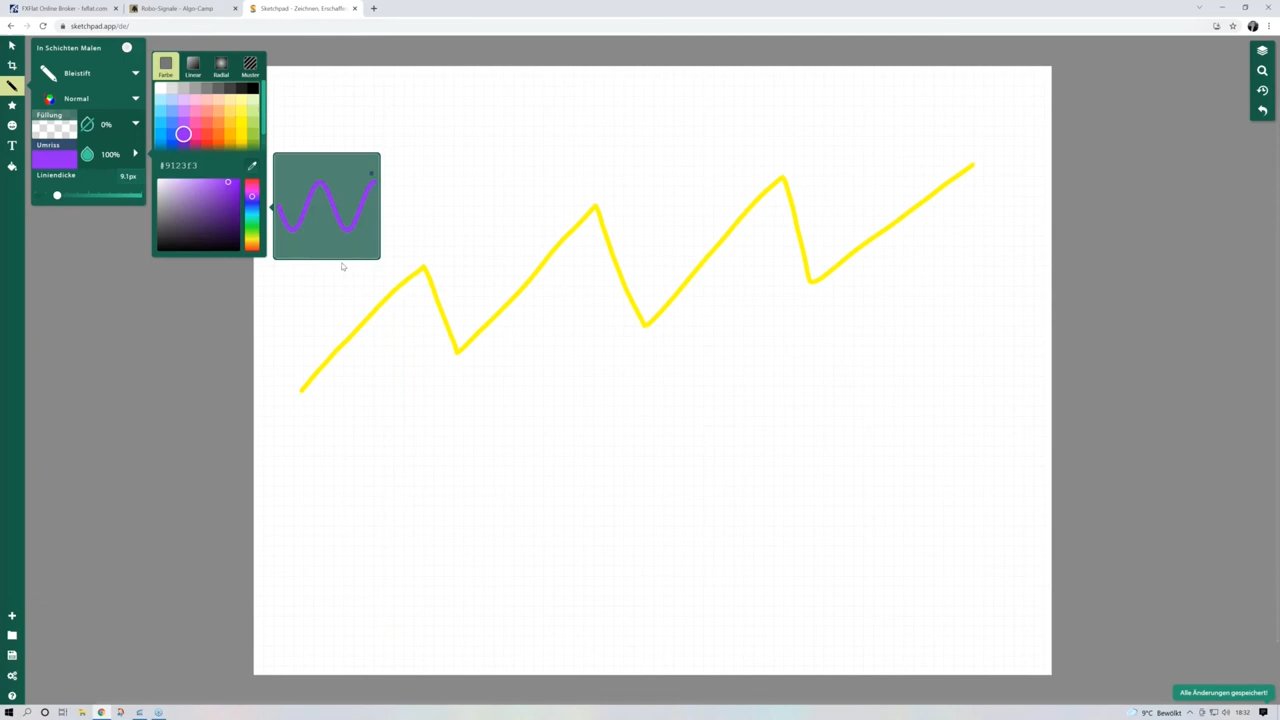 FXFlat Online Broker - fxflat.com
Robo-Signale - Algo-Camp
Sketchpad - Zeichnen, Erschaffe
sketchpad.app/de/
In Schichten Malen
Bleistift
Normal
Füllung
0%
Umriss
100%
Liniendicke
9.1px
Farbe
Linear
Radial
Muster
#9123f3
Alle Änderungen gespeichert!
9°C Bewölkt
18:32